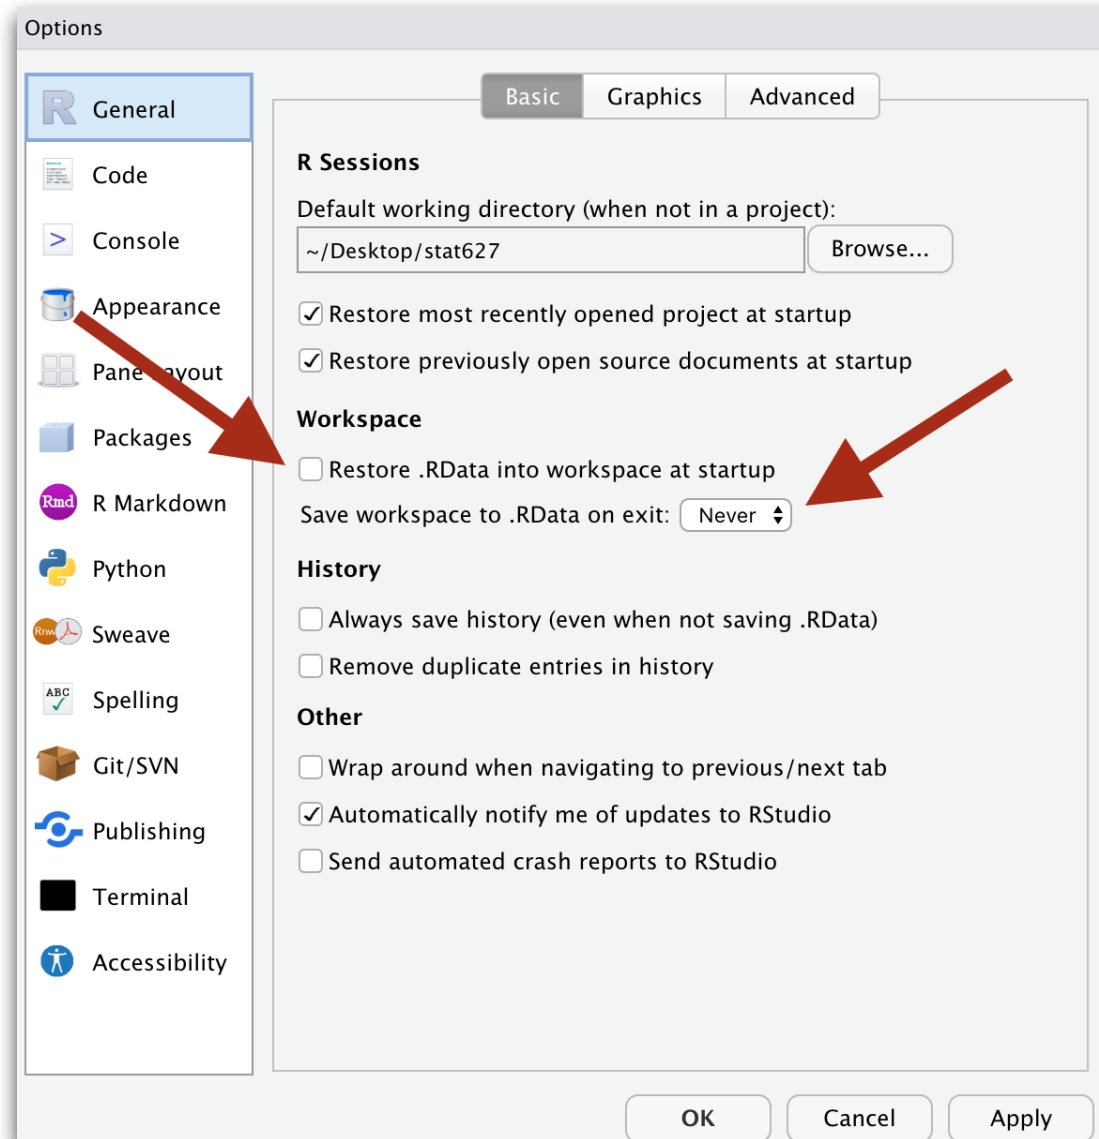 Options
General
Code
Console
Appearance
Pane Layout
Packages
Rmd R Markdown
Python
Rnw Sweave
ABC Spelling
Git/SVN
Publishing
Terminal
Accessibility
Basic Graphics Advanced
R Sessions
Default working directory (when not in a project):
~/Desktop/stat627 Browse...
Restore most recently opened project at startup
Restore previously open source documents at startup
Workspace
Restore .RData into workspace at startup
Save workspace to .RData on exit: Never
History
Always save history (even when not saving .RData)
Remove duplicate entries in history
Other
Wrap around when navigating to previous/next tab
Automatically notify me of updates to RStudio
Send automated crash reports to RStudio
OK Cancel Apply